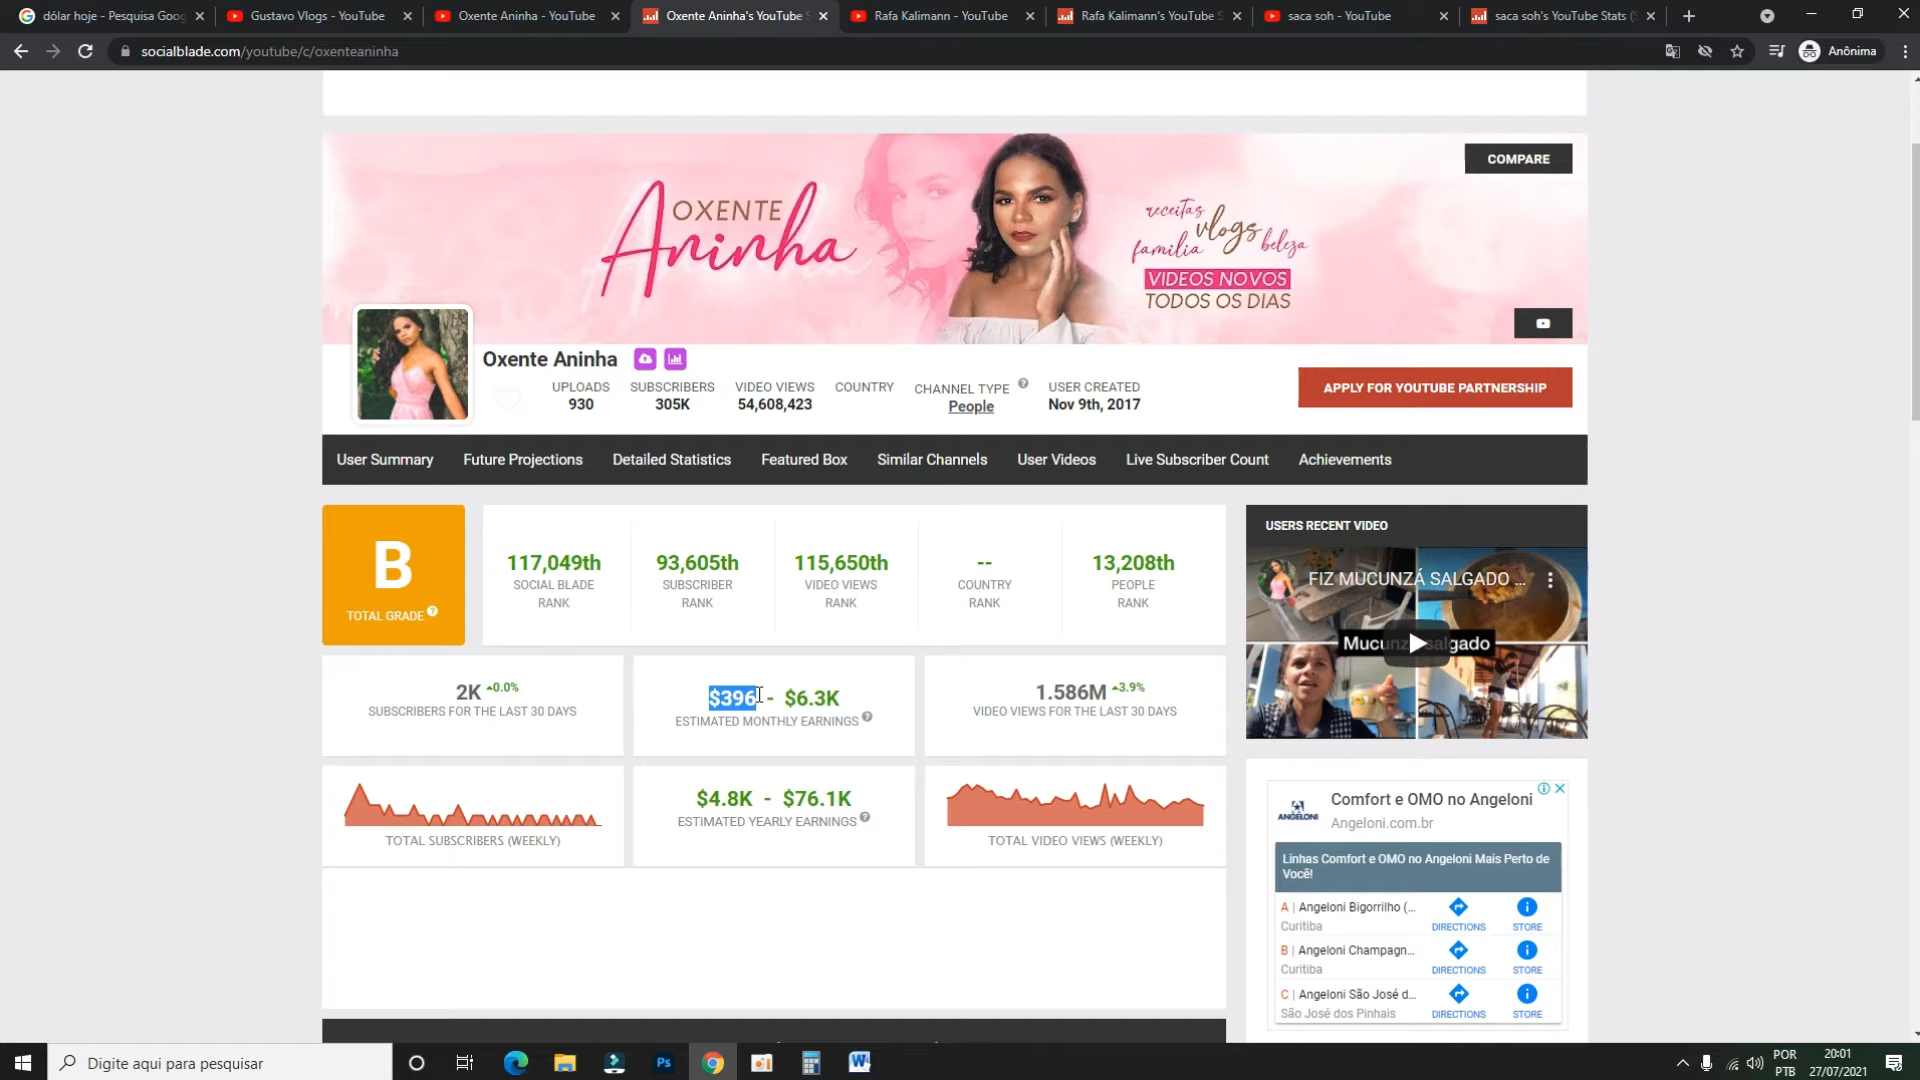 dólar hoje - Pesquisa Goog
Gustavo Vlogs - YouTube
Oxente Aninha - YouTube
Oxente Aninha's YouTube S
Rafa Kalimann - YouTube
Rafa Kalimann's YouTube S
saca soh - YouTube
saca soh's YouTube Stats (S
socialblade.com/youtube/c/oxenteaninha
Anônima
OXENTE
Aninha
receitas
vlogs
familia
beleza
VIDEOS NOVOS
TODOS OS DIAS
COMPARE
Oxente Aninha
UPLOADS
930
SUBSCRIBERS
305K
VIDEO VIEWS
54,608,423
COUNTRY
CHANNEL TYPE
People
USER CREATED
Nov 9th, 2017
APPLY FOR YOUTUBE PARTNERSHIP
User Summary
Future Projections
Detailed Statistics
Featured Box
Similar Channels
User Videos
Live Subscriber Count
Achievements
B
TOTAL GRADE
117,049th
SOCIAL BLADE
RANK
93,605th
SUBSCRIBER
RANK
115,650th
VIDEO VIEWS
RANK
--
COUNTRY
RANK
13,208th
PEOPLE
RANK
USERS RECENT VIDEO
FIZ MUCUNZÁ SALGADO ...
Mucunzá salgado
2K 0.0%
SUBSCRIBERS FOR THE LAST 30 DAYS
$396 - $6.3K
ESTIMATED MONTHLY EARNINGS
1.586M 3.9%
VIDEO VIEWS FOR THE LAST 30 DAYS
TOTAL SUBSCRIBERS (WEEKLY)
$4.8K - $76.1K
ESTIMATED YEARLY EARNINGS
TOTAL VIDEO VIEWS (WEEKLY)
Comfort e OMO no Angeloni
Angeloni.com.br
ANGELONI
Linhas Comfort e OMO no Angeloni Mais Perto de
Você!
A | Angeloni Bigorrilho (...
Curitiba
DIRECTIONS
STORE
B | Angeloni Champagn...
Curitiba
DIRECTIONS
STORE
C | Angeloni São José d...
São José dos Pinhais
DIRECTIONS
STORE
Digite aqui para pesquisar
Ps
POR
PTB
20:01
27/07/2021